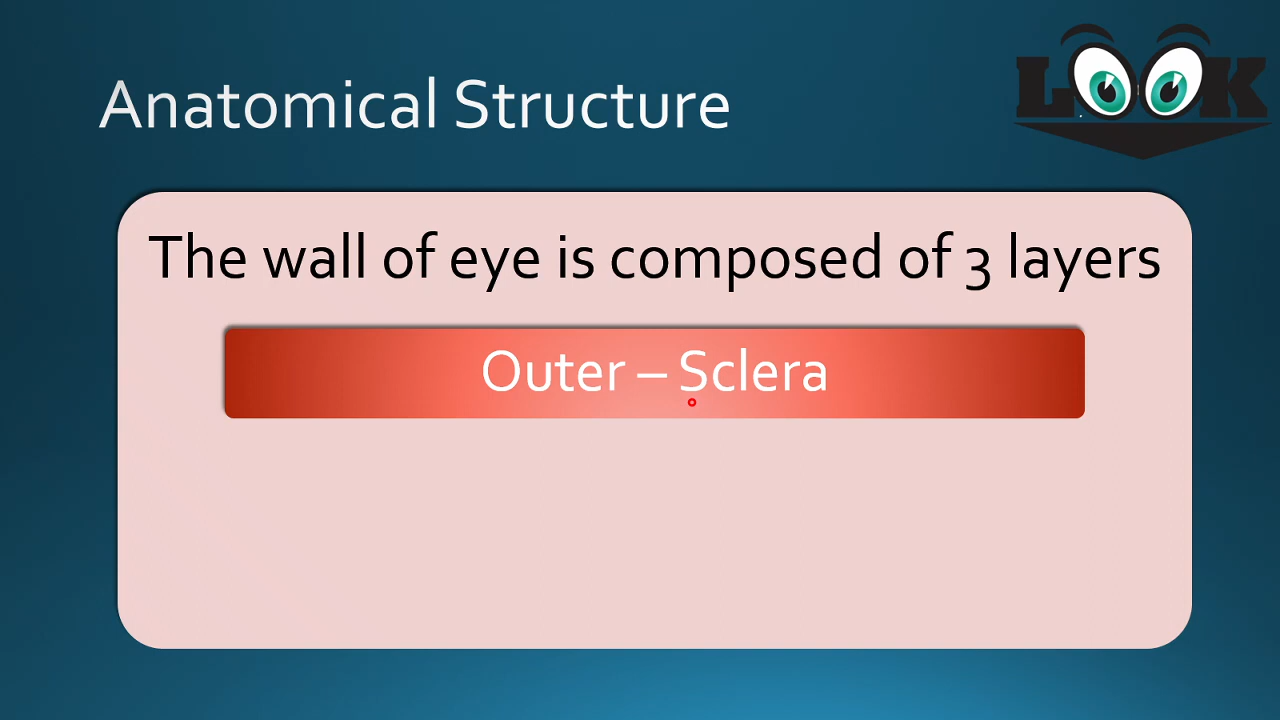 LOOK
Anatomical Structure
The wall of eye is composed of 3 layers
Outer – Sclera